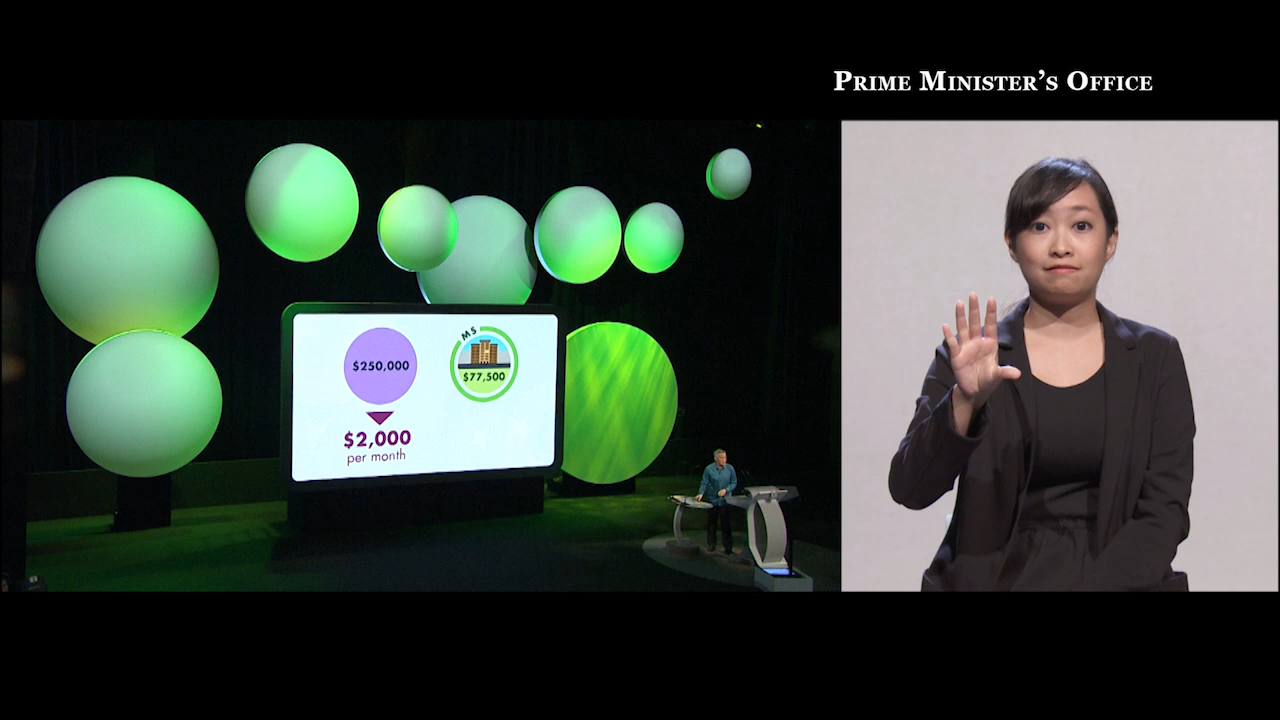 PRIME MINISTER'S OFFICE
$250,000
MS
$77,500
$2,000
per month